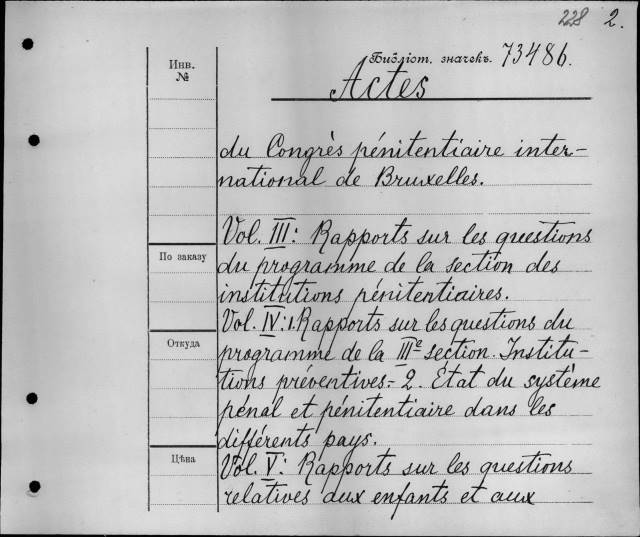 228 2.
Инв.
№
Библіот. значекъ. 73486.
Actes
du Congrès pénitentiaire inter-
national de Bruxelles.
Vol. III: Rapports sur les questions
du programme de la section des
institutions pénitentiaires.
Vol. IV: 1. Rapports sur les questions du
programme de la IIIe section. Institu-
tions préventives.- 2. État du système
pénal et pénitentiaire dans les
différents pays.
Vol. V: Rapports sur les questions
relatives aux enfants et aux
По заказу
Откуда
Цѣна